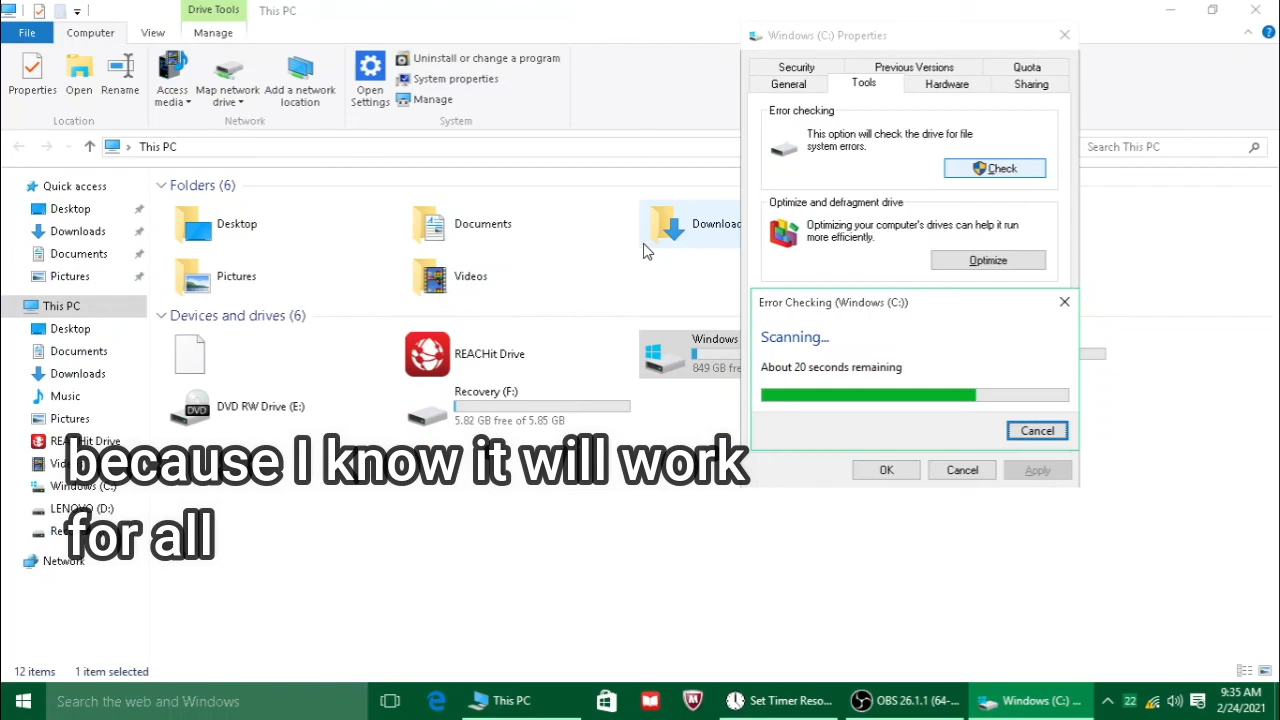 Drive Tools
This PC
File
Computer
View
Manage
Properties
Open
Rename
Access media
Map network drive
Add a network location
Open Settings
Uninstall or change a program
System properties
Manage
Location
Network
System
This PC
Search This PC
Quick access
Desktop
Downloads
Documents
Pictures
This PC
Desktop
Documents
Downloads
Music
Pictures
REACHit Drive
Windows (C:)
LENOVO (D:)
Network
Folders (6)
Desktop
Documents
Pictures
Videos
Devices and drives (6)
REACHit Drive
Windows
849 GB fre
DVD RW Drive (E:)
Recovery (F:)
5.82 GB free of 5.85 GB
Windows (C:) Properties
Security
Previous Versions
Quota
General
Tools
Hardware
Sharing
Error checking
This option will check the drive for file
system errors.
Check
Optimize and defragment drive
Optimizing your computer's drives can help it run
more efficiently.
Optimize
Error Checking (Windows (C:))
Scanning...
About 20 seconds remaining
Cancel
OK
Cancel
Apply
because I know it will work
for all
12 items
1 item selected
Search the web and Windows
This PC
Set Timer Reso...
OBS 26.1.1 (64-...
Windows (C:) ...
22
9:35 AM
2/24/2021